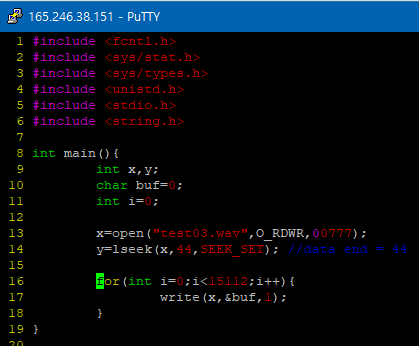 165.246.38.151 - PuTTY
1 #include <fcntl.h>
2 #include <sys/stat.h>
3 #include <sys/types.h>
4 #include <unistd.h>
5 #include <stdio.h>
6 #include <string.h>
7
8 int main(){
9 int x,y;
10 char buf=0;
11 int i=0;
12
13 x=open("test03.wav",O_RDWR,00777);
14 y=lseek(x,44,SEEK_SET); //data end = 44
15
16 for(int i=0;i<15112;i++){
17 write(x,&buf,1);
18 }
19 }
20